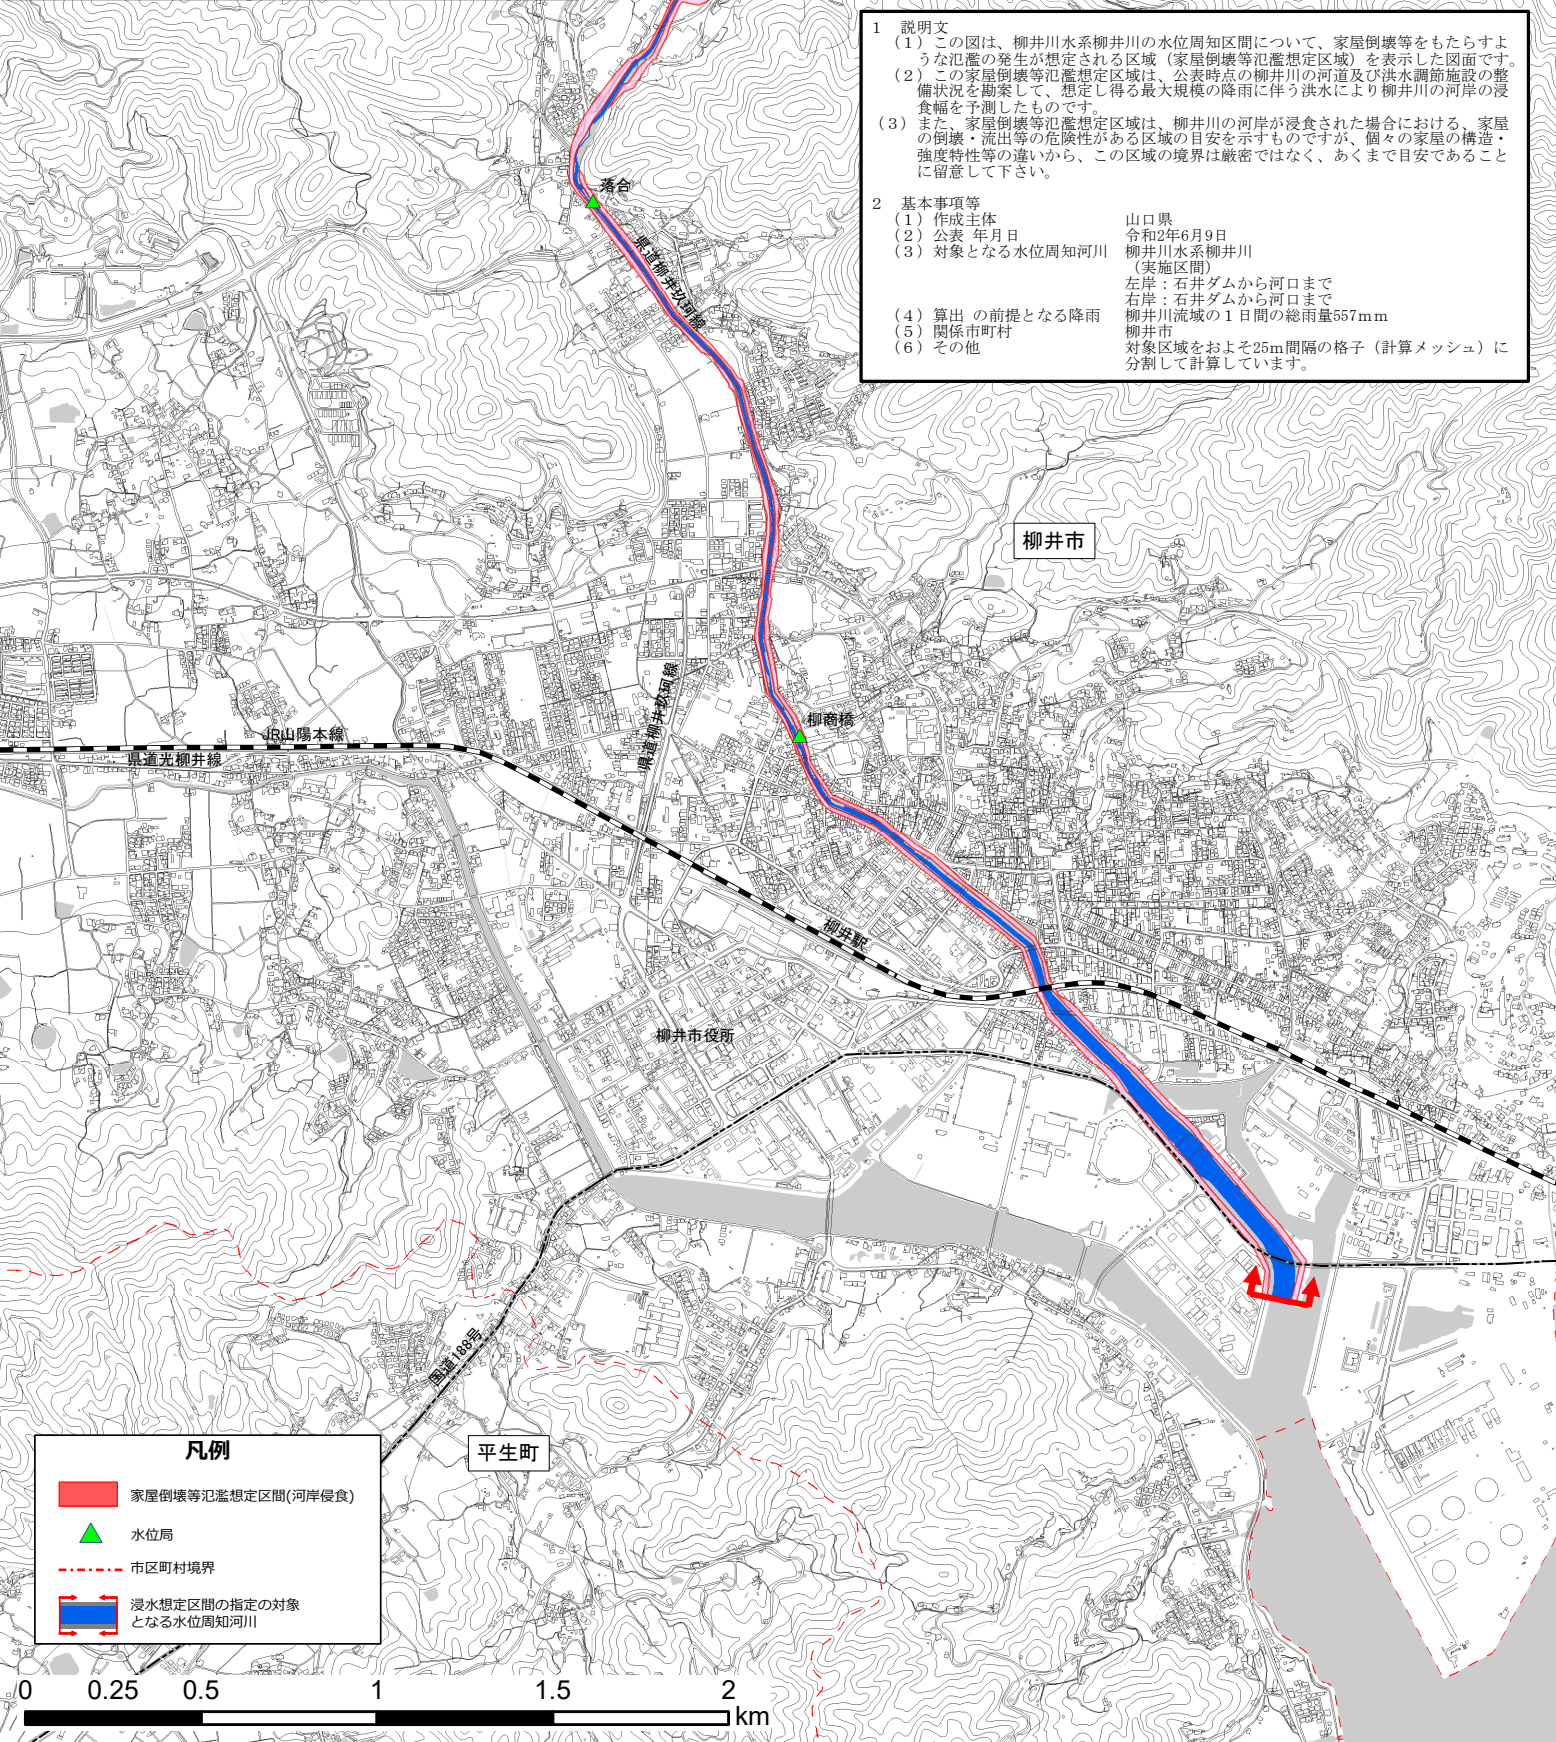 1　説明文
（1）この図は、柳井川水系柳井川の水位周知区間について、家屋倒壊等をもたらすよ
うな氾濫の発生が想定される区域（家屋倒壊等氾濫想定区域）を表示した図面です。
（2）この家屋倒壊等氾濫想定区域は、公表時点の柳井川の河道及び洪水調節施設の整
備状況を勘案して、想定し得る最大規模の降雨に伴う洪水により柳井川の河岸の浸
食幅を予測したものです。
（3）また、家屋倒壊等氾濫想定区域は、柳井川の河岸が浸食された場合における、家屋
の倒壊・流出等の危険性がある区域の目安を示すものですが、個々の家屋の構造・
強度特性等の違いから、この区域の境界は厳密ではなく、あくまで目安であること
に留意して下さい。
2　基本事項等
（1）作成主体　山口県
（2）公表 年月日　令和2年6月9日
（3）対象となる水位周知河川　柳井川水系柳井川
（実施区間）
左岸：石井ダムから河口まで
右岸：石井ダムから河口まで
（4）算出 の前提となる降雨　柳井川流域の１日間の総雨量557mm
（5）関係市町村　柳井市
（6）その他　対象区域をおよそ25m間隔の格子（計算メッシュ）に
分割して計算しています。
落合
県道柳井玖珂線
柳井市
県道柳井玖珂線
柳商橋
JR山陽本線
県道光柳井線
柳井駅
柳井市役所
国道188号
平生町
凡例
家屋倒壊等氾濫想定区間(河岸侵食)
水位局
市区町村境界
浸水想定区間の指定の対象
となる水位周知河川
0 0.25 0.5 1 1.5 2
km